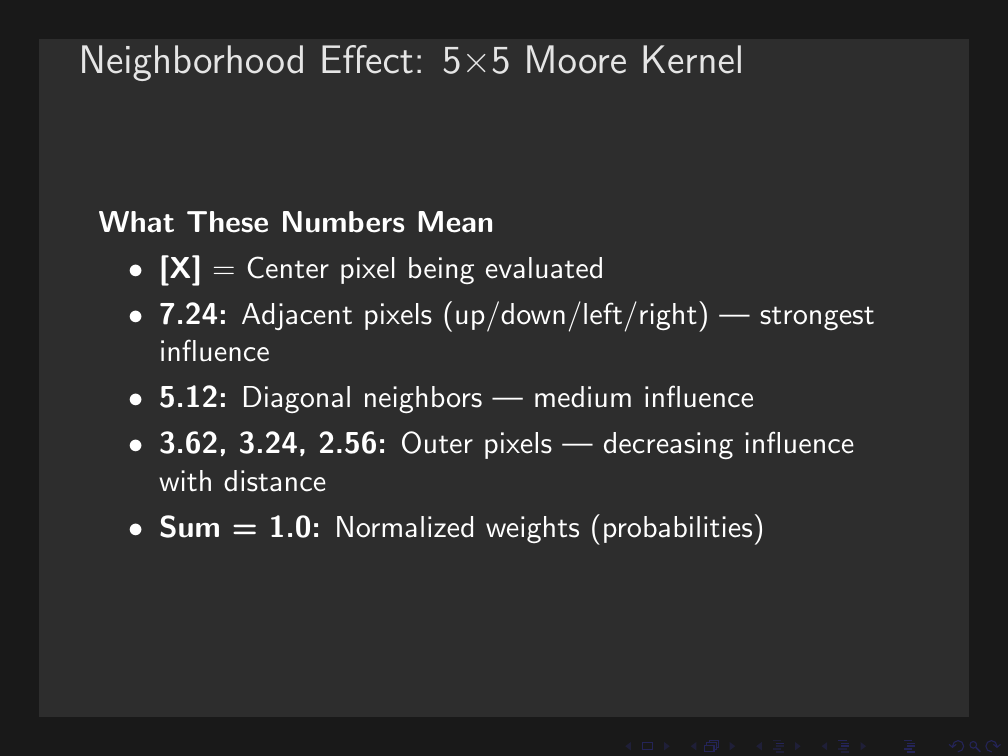 Neighborhood Effect: 5×5 Moore Kernel
What These Numbers Mean
• [X] = Center pixel being evaluated
• 7.24: Adjacent pixels (up/down/left/right) — strongest
influence
• 5.12: Diagonal neighbors — medium influence
• 3.62, 3.24, 2.56: Outer pixels — decreasing influence
with distance
• Sum = 1.0: Normalized weights (probabilities)